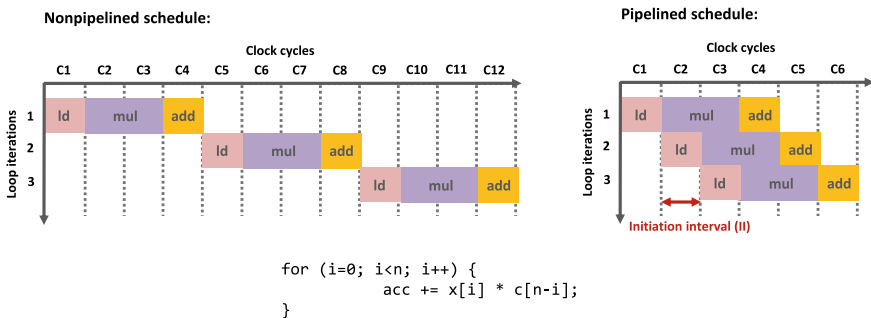 Nonpipelined schedule:
Clock cycles
C1 C2 C3 C4 C5 C6 C7 C8 C9 C10 C11 C12
Loop iterations
1 ld mul add
2 ld mul add
3 ld mul add
Pipelined schedule:
Clock cycles
C1 C2 C3 C4 C5 C6
Loop iterations
1 ld mul add
2 ld mul add
3 ld mul add
Initiation interval (II)
for (i=0; i<n; i++) {
acc += x[i] * c[n-i];
}